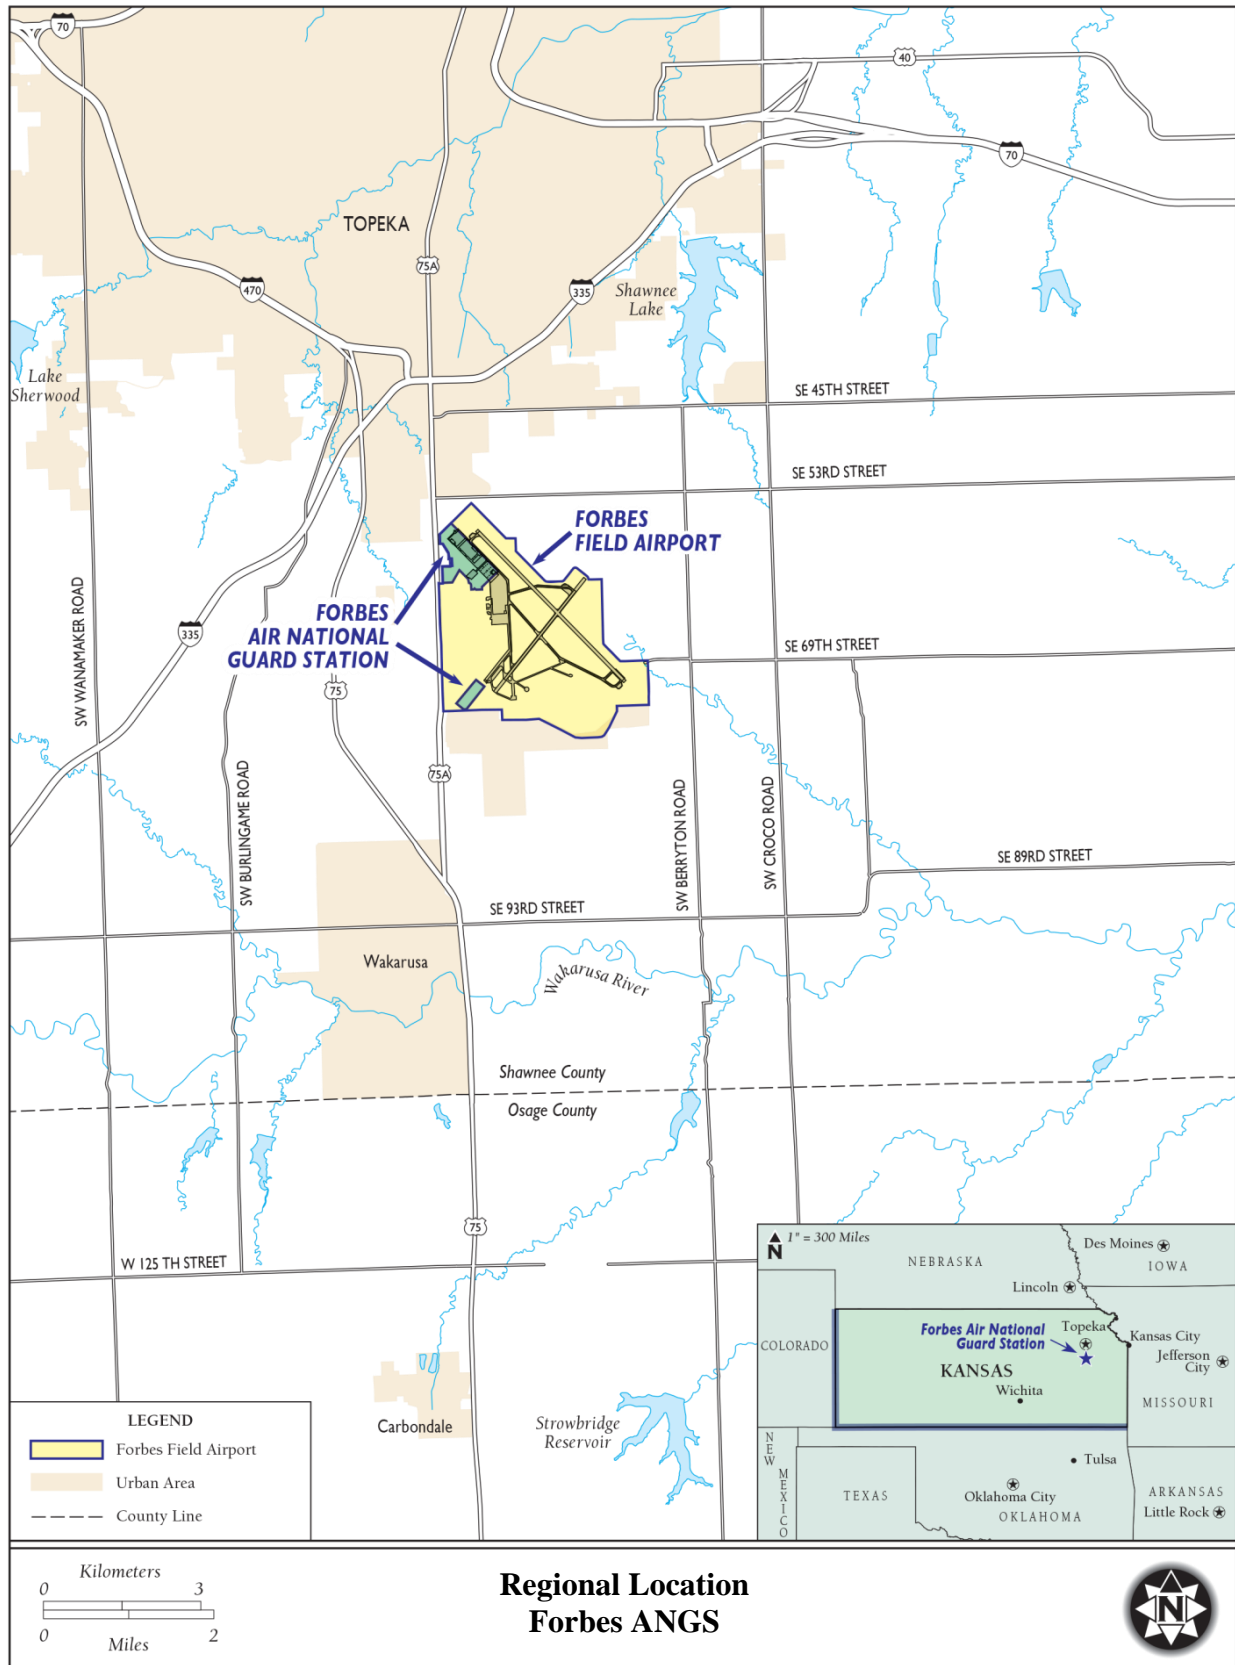 70
40
70
TOPEKA
75A
470
335
Shawnee
Lake
Lake
Sherwood
SE 45TH STREET
SE 53RD STREET
FORBES
FIELD AIRPORT
FORBES
AIR NATIONAL
GUARD STATION
SW WANAMAKER ROAD
335
SE 69TH STREET
75
75A
SW BURLINGAME ROAD
SW BERRYTON ROAD
SW CROCO ROAD
SE 89RD STREET
SE 93RD STREET
Wakarusa
Wakarusa River
Shawnee County
Osage County
75
W 125 TH STREET
Carbondale
Strowbridge
Reservoir
N
1" = 300 Miles
NEBRASKA
Des Moines
IOWA
Lincoln
COLORADO
Forbes Air National
Guard Station
Topeka
Kansas City
Jefferson
City
KANSAS
Wichita
MISSOURI
NEW
MEXICO
Tulsa
TEXAS
Oklahoma City
OKLAHOMA
ARKANSAS
Little Rock
LEGEND
Forbes Field Airport
Urban Area
County Line
Kilometers
0 3
0 2
Miles
Regional Location
Forbes ANGS
N